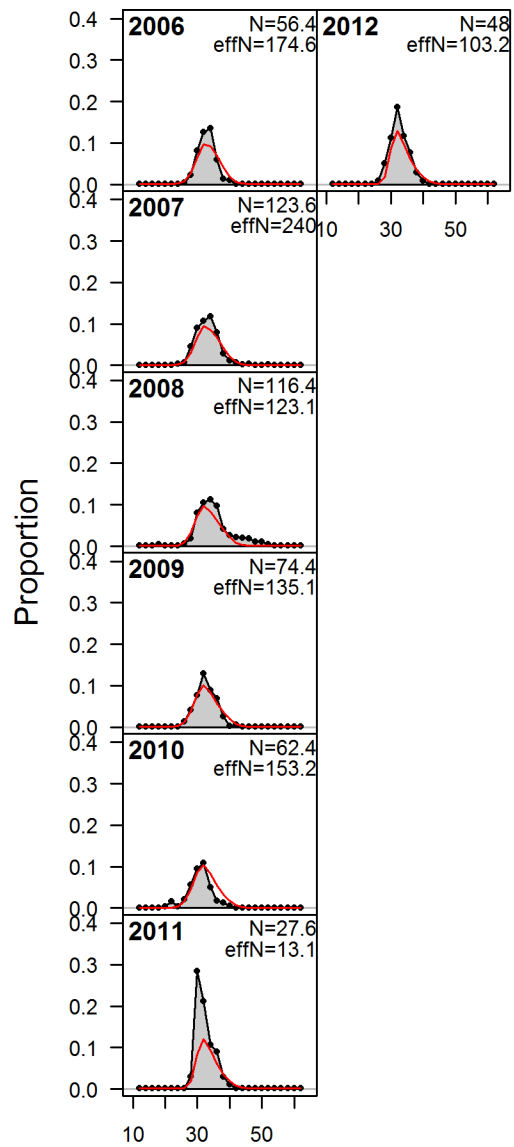 Proportion
2006
N=56.4
effN=174.6
0.4
0.3
0.2
0.1
0.0
2012
N=48
effN=103.2
10 30 50
2007
N=123.6
effN=240
0.4
0.3
0.2
0.1
0.0
2008
N=116.4
effN=123.1
0.4
0.3
0.2
0.1
0.0
2009
N=74.4
effN=135.1
0.4
0.3
0.2
0.1
0.0
2010
N=62.4
effN=153.2
0.4
0.3
0.2
0.1
0.0
2011
N=27.6
effN=13.1
0.4
0.3
0.2
0.1
0.0
10 30 50